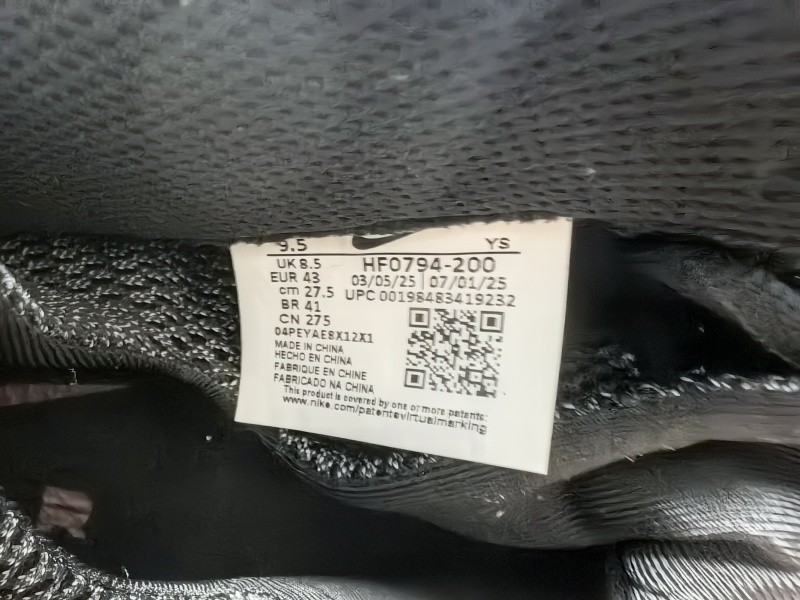 9.5 YS
UK 8.5 HF0794-200
EUR 43 03/05/25 | 07/01/25
cm 27.5 UPC 00198483419232
BR 41
CN 275
04PEYAE8X12X1
MADE IN CHINA
HECHO EN CHINA
FABRIQUE EN CHINE
FABRICADO NA CHINA
This product is covered by one or more patents:
www.nike.com/patentsvirtualmarking